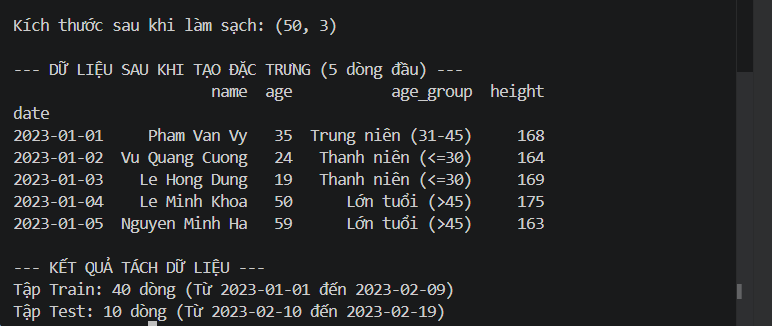 Kích thước sau khi làm sạch: (50, 3)
--- DỮ LIỆU SAU KHI TẠO ĐẶC TRƯNG (5 dòng đầu) ---
name age age_group height
date
2023-01-01 Pham Van Vy 35 Trung niên (31-45) 168
2023-01-02 Vu Quang Cuong 24 Thanh niên (<=30) 164
2023-01-03 Le Hong Dung 19 Thanh niên (<=30) 169
2023-01-04 Le Minh Khoa 50 Lớn tuổi (>45) 175
2023-01-05 Nguyen Minh Ha 59 Lớn tuổi (>45) 163
--- KẾT QUẢ TÁCH DỮ LIỆU ---
Tập Train: 40 dòng (Từ 2023-01-01 đến 2023-02-09)
Tập Test: 10 dòng (Từ 2023-02-10 đến 2023-02-19)